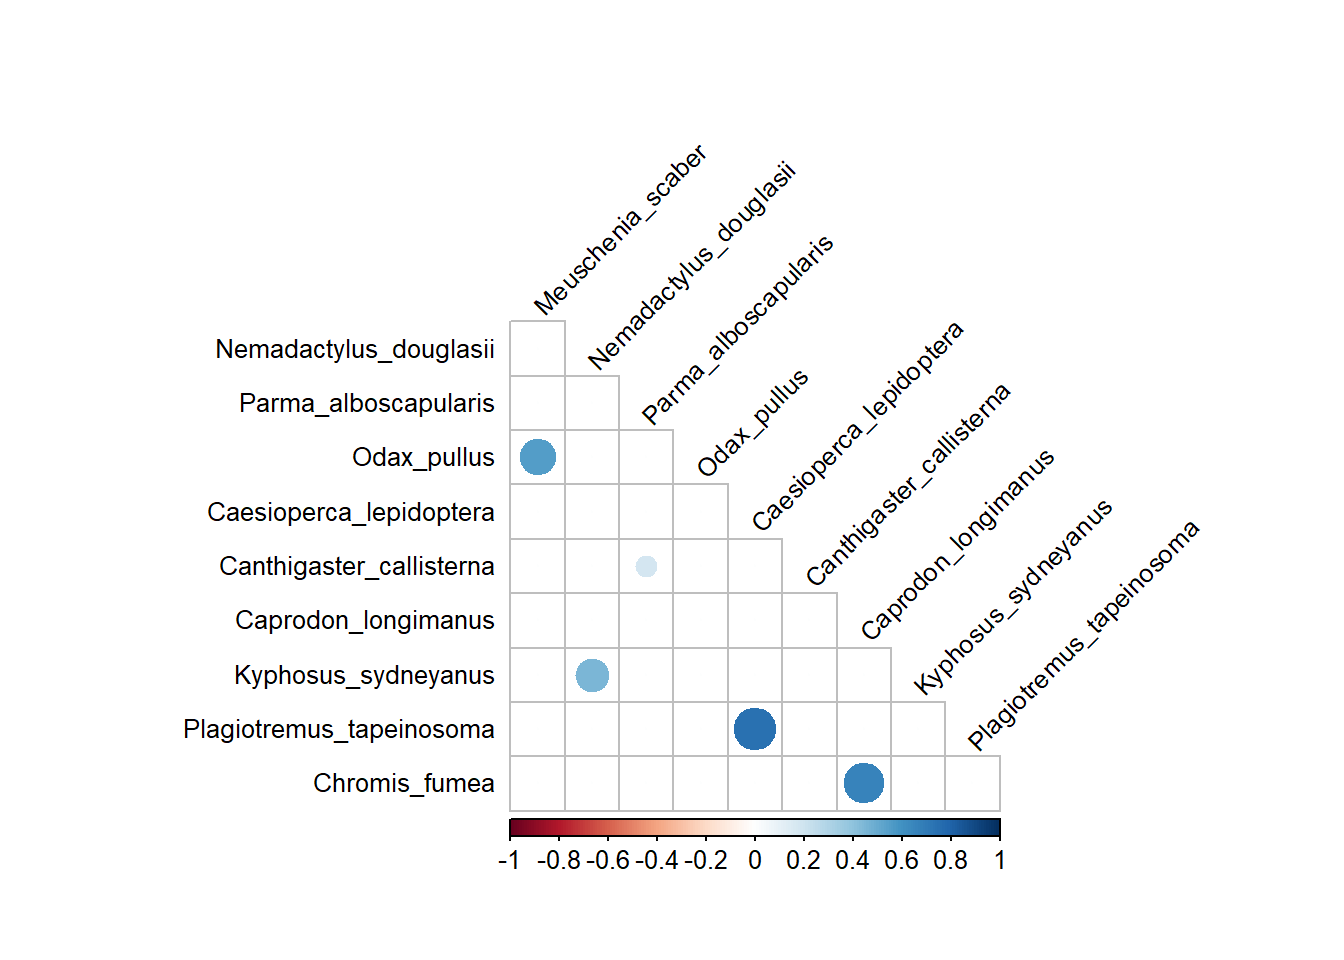 Meuschenia_scaber
Nemadactylus_douglasii
Parma_alboscapularis
Odax_pullus
Caesioperca_lepidoptera
Canthigaster_callisterna
Caprodon_longimanus
Kyphosus_sydneyanus
Plagiotremus_tapeinosoma
Nemadactylus_douglasii
Parma_alboscapularis
Odax_pullus
Caesioperca_lepidoptera
Canthigaster_callisterna
Caprodon_longimanus
Kyphosus_sydneyanus
Plagiotremus_tapeinosoma
Chromis_fumea
-1 -0.8 -0.6 -0.4 -0.2 0 0.2 0.4 0.6 0.8 1